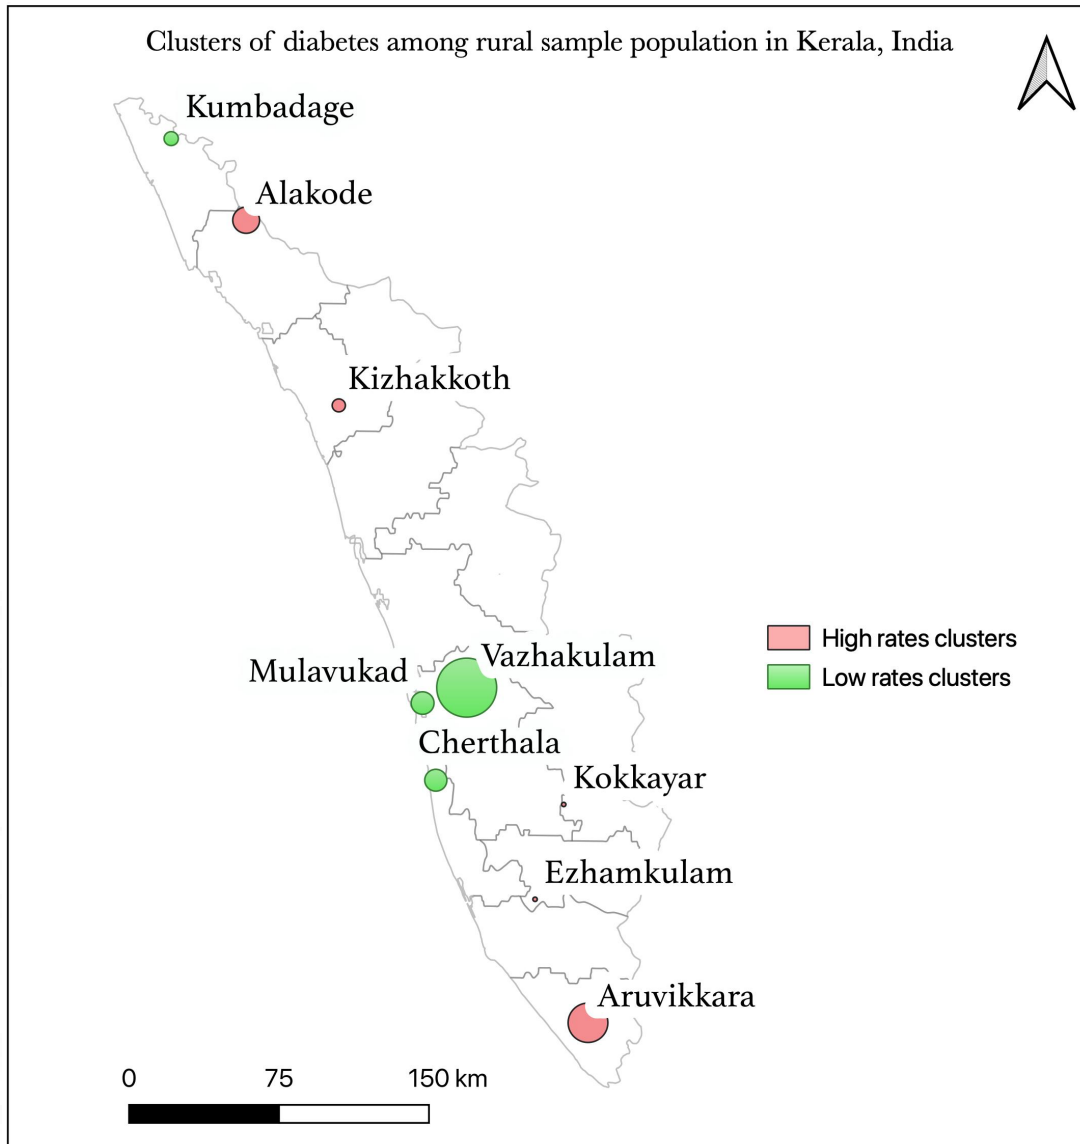 Clusters of diabetes among rural sample population in Kerala, India
Kumbadage
Alakode
Kizhakkoth
Mulavukad
Vazhakulam
Cherthala
Kokkayar
Ezhamkulam
Aruvikkara
High rates clusters
Low rates clusters
0 75 150 km